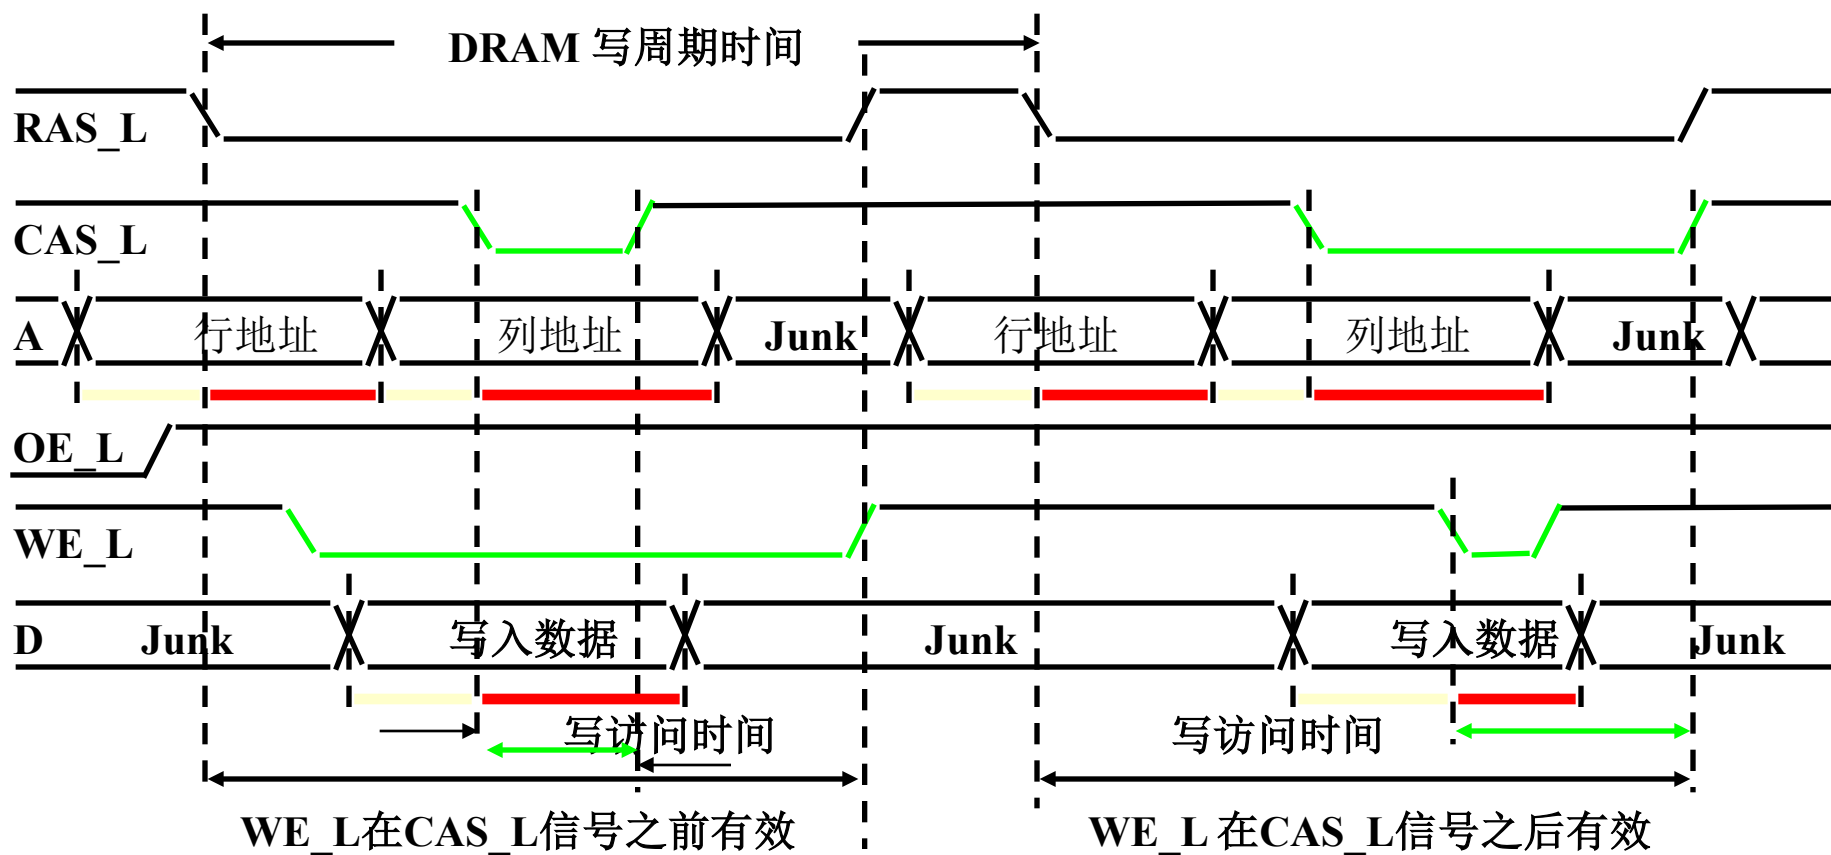 DRAM 写周期时间
RAS_L
CAS_L
A 行地址 列地址 Junk 行地址 列地址 Junk
OE_L
WE_L
D Junk 写入数据 Junk 写入数据 Junk
写访问时间 写访问时间
WE_L在CAS_L信号之前有效 WE_L 在CAS_L信号之后有效